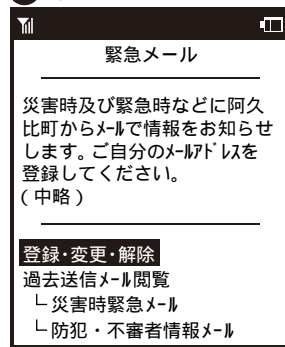 緊急メール
災害時及び緊急時などに阿久
比町からﾒｰﾙで情報をお知らせ
します。ご自分のﾒｰﾙｱﾄﾞﾚｽを
登録してください。
（中略）
登録･変更･解除
過去送信ﾒｰﾙ閲覧
└災害時緊急ﾒｰﾙ
└防犯・不審者情報ﾒｰﾙ